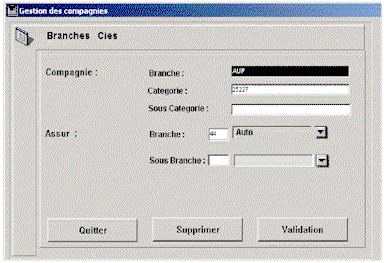 Gestion des compagnies
Branches Cies
Compagnie : Branche : AUP
Categorie : 25227
Sous Categorie :
Assur : Branche : 44 Auto
Sous Branche :
Quitter Supprimer Validation